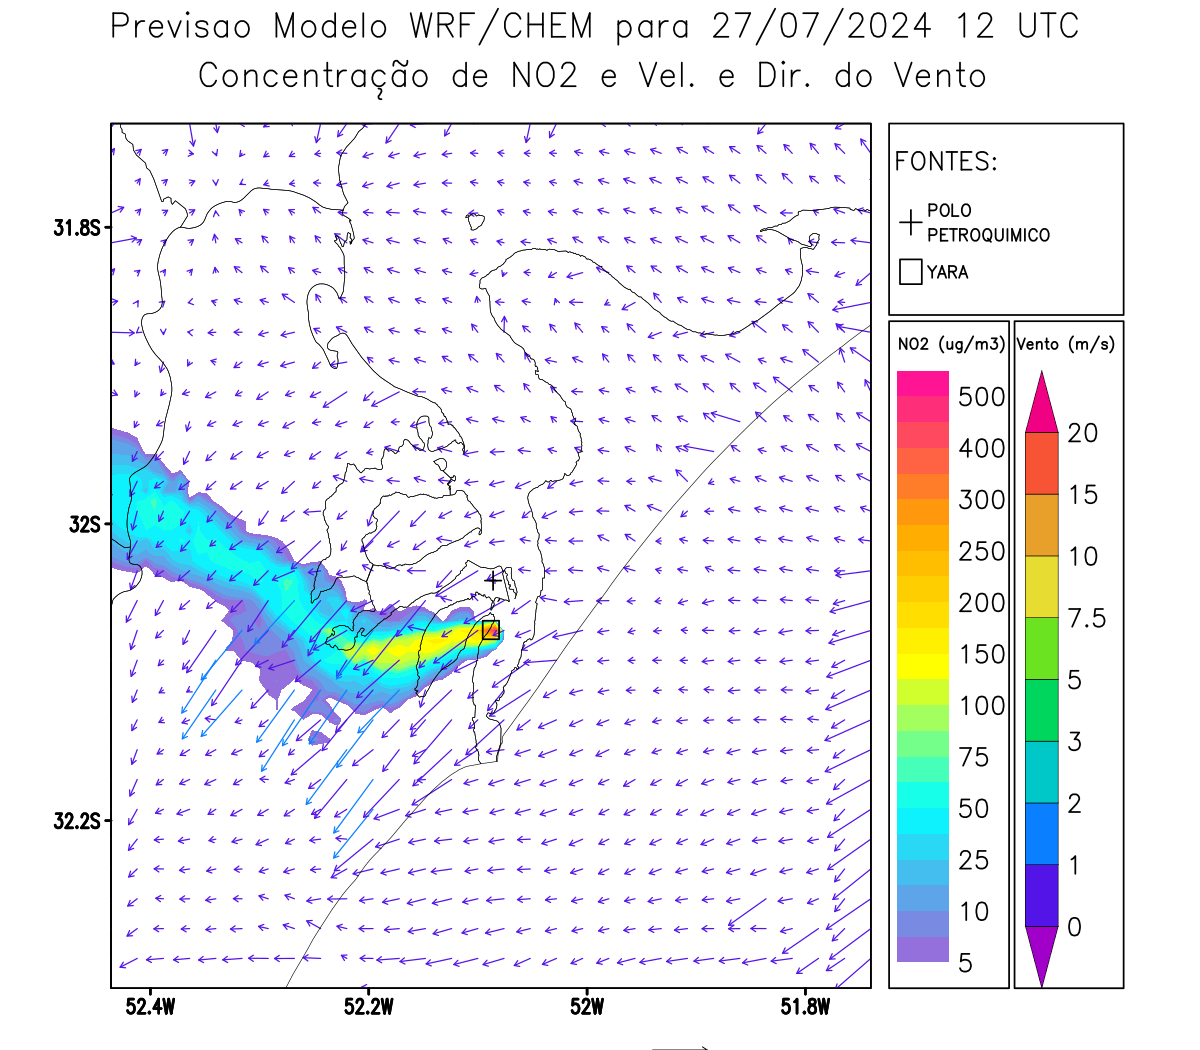 Previsao Modelo WRF/CHEM para 27/07/2024 12 UTC
Concentração de NO2 e Vel. e Dir. do Vento
FONTES:
POLO
PETROQUIMICO
YARA
NO2 (ug/m3)
500
400
300
250
200
150
100
75
50
25
10
5
Vento (m/s)
20
15
10
7.5
5
3
2
1
0
31.8S
32S
32.2S
52.4W
52.2W
52W
51.8W